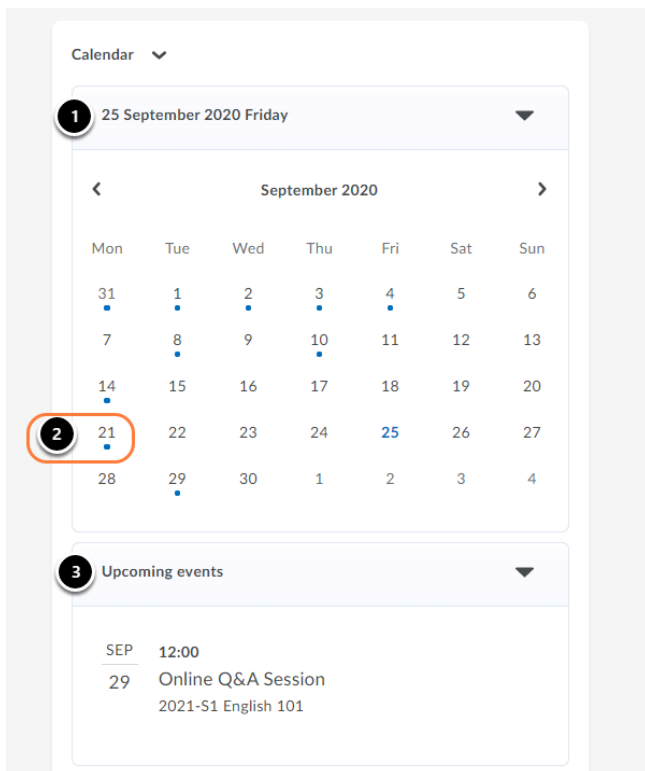 Calendar
1 25 September 2020 Friday
September 2020
Mon Tue Wed Thu Fri Sat Sun
31 1 2 3 4 5 6
7 8 9 10 11 12 13
14 15 16 17 18 19 20
2 21 22 23 24 25 26 27
28 29 30 1 2 3 4
3 Upcoming events
SEP 12:00
29 Online Q&A Session
2021-S1 English 101